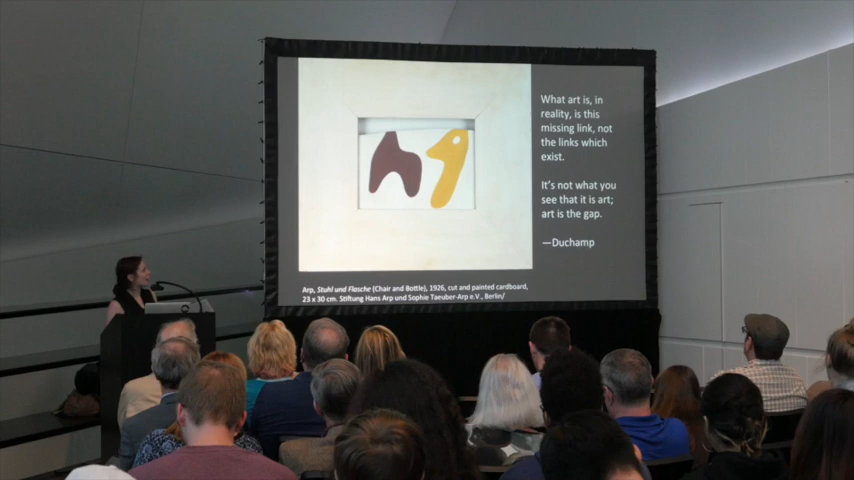 What art is, in
reality, is this
missing link, not
the links which
exist.
It's not what you
see that it is art;
art is the gap.
—Duchamp
Arp, Stuhl und Flasche (Chair and Bottle), 1926, cut and painted cardboard,
23 x 30 cm. Stiftung Hans Arp und Sophie Taeuber-Arp e.V., Berlin/